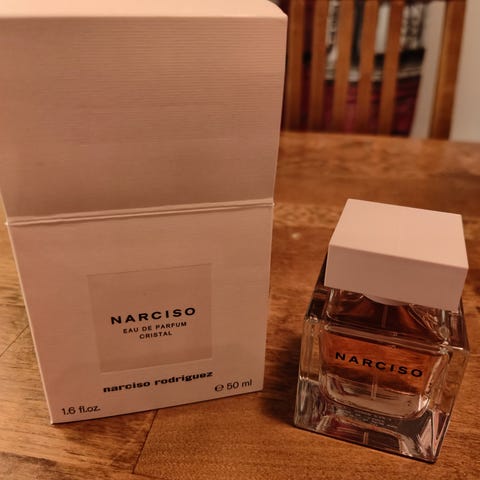 NARCISO
EAU DE PARFUM
CRISTAL
narciso rodriguez
1.6 fl.oz. ℮ 50 ml
NARCISO